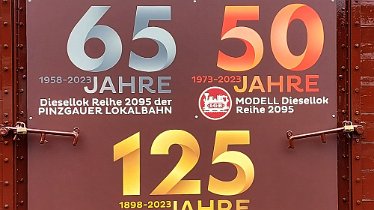 65
1958-2023 JAHRE
Diesellok Reihe 2095 der
PINZGAUER LOKALBAHN
50
1973-2023 JAHRE
MODELL Diesellok
Reihe 2095
125
1898-2023 JAHRE